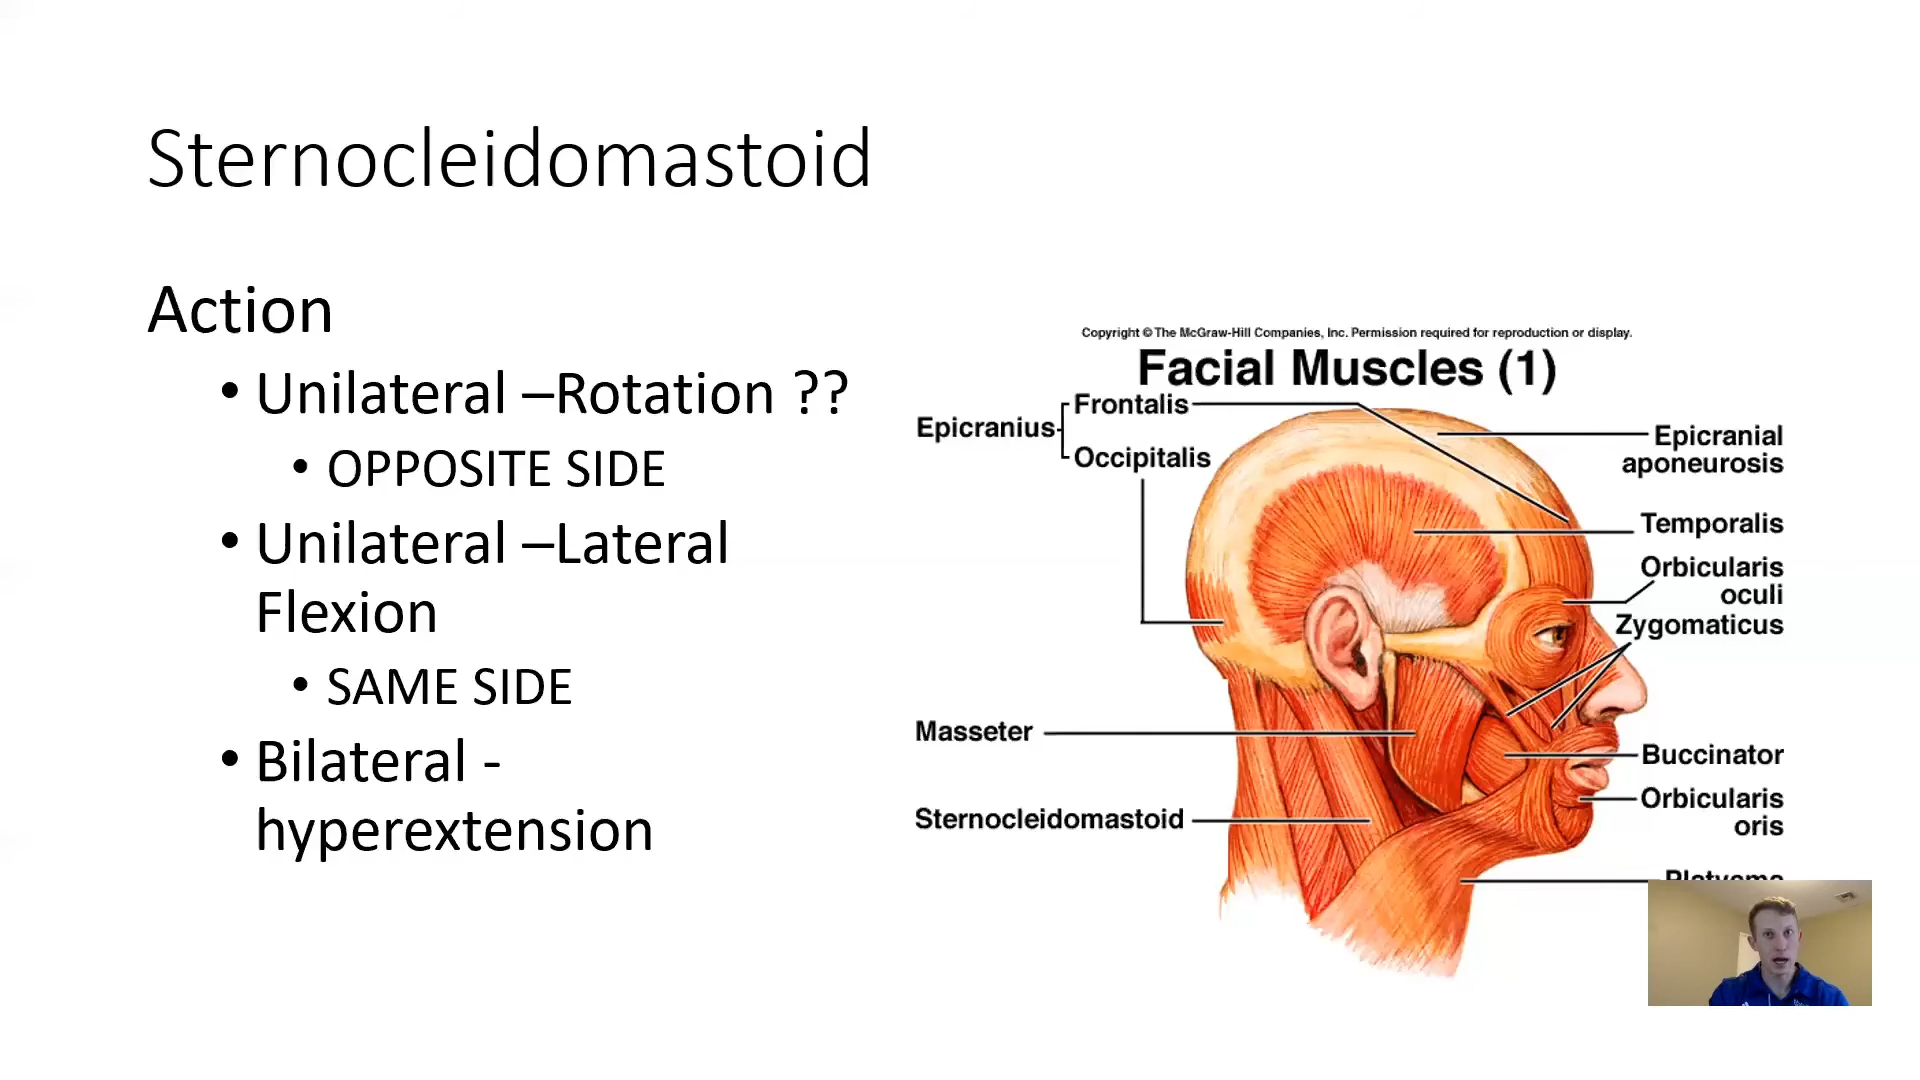 Sternocleidomastoid
Action
• Unilateral –Rotation ??
• OPPOSITE SIDE
• Unilateral –Lateral
Flexion
• SAME SIDE
• Bilateral -
hyperextension
Copyright © The McGraw-Hill Companies, Inc. Permission required for reproduction or display.
Facial Muscles (1)
Frontalis
Epicranius
Occipitalis
Epicranial
aponeurosis
Temporalis
Orbicularis
oculi
Zygomaticus
Masseter
Buccinator
Sternocleidomastoid
Orbicularis
oris